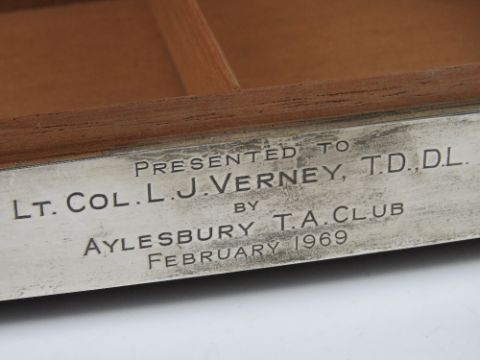 PRESENTED TO
LT. COL. L. J. VERNEY, T.D., D.L.
BY
AYLESBURY T.A. CLUB
FEBRUARY 1969